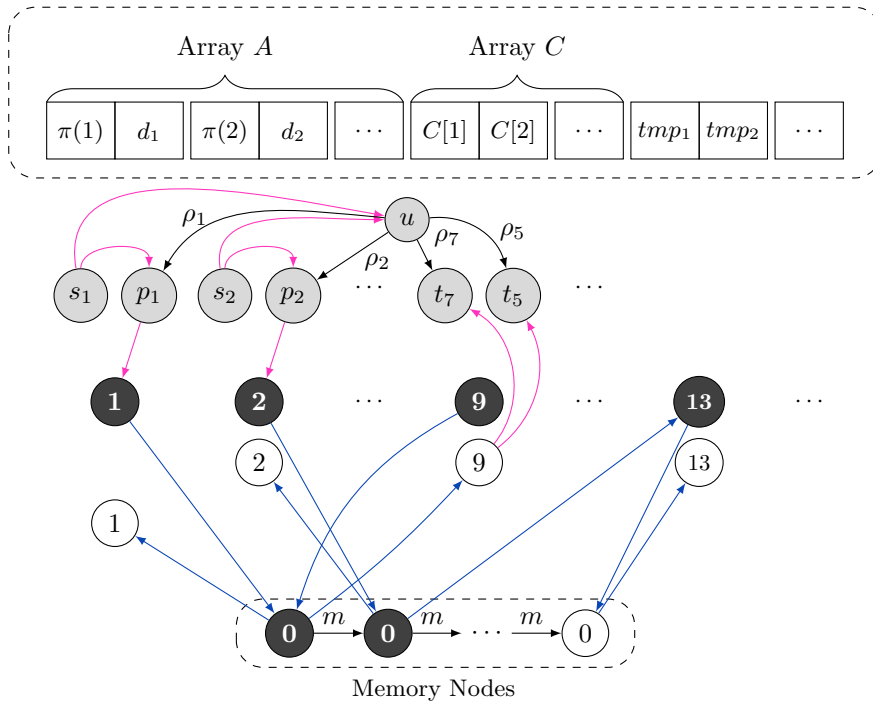 Array A Array C
π(1) d₁ π(2) d₂ ⋯ C[1] C[2] ⋯ tmp₁ tmp₂ ⋯
ρ₁ u ρ₇ ρ₅
ρ₂
s₁ p₁ s₂ p₂ ⋯ t₇ t₅ ⋯
1 2 ⋯ 9 ⋯ 13 ⋯
2 9 13
1
0 m 0 m ⋯ m 0
Memory Nodes